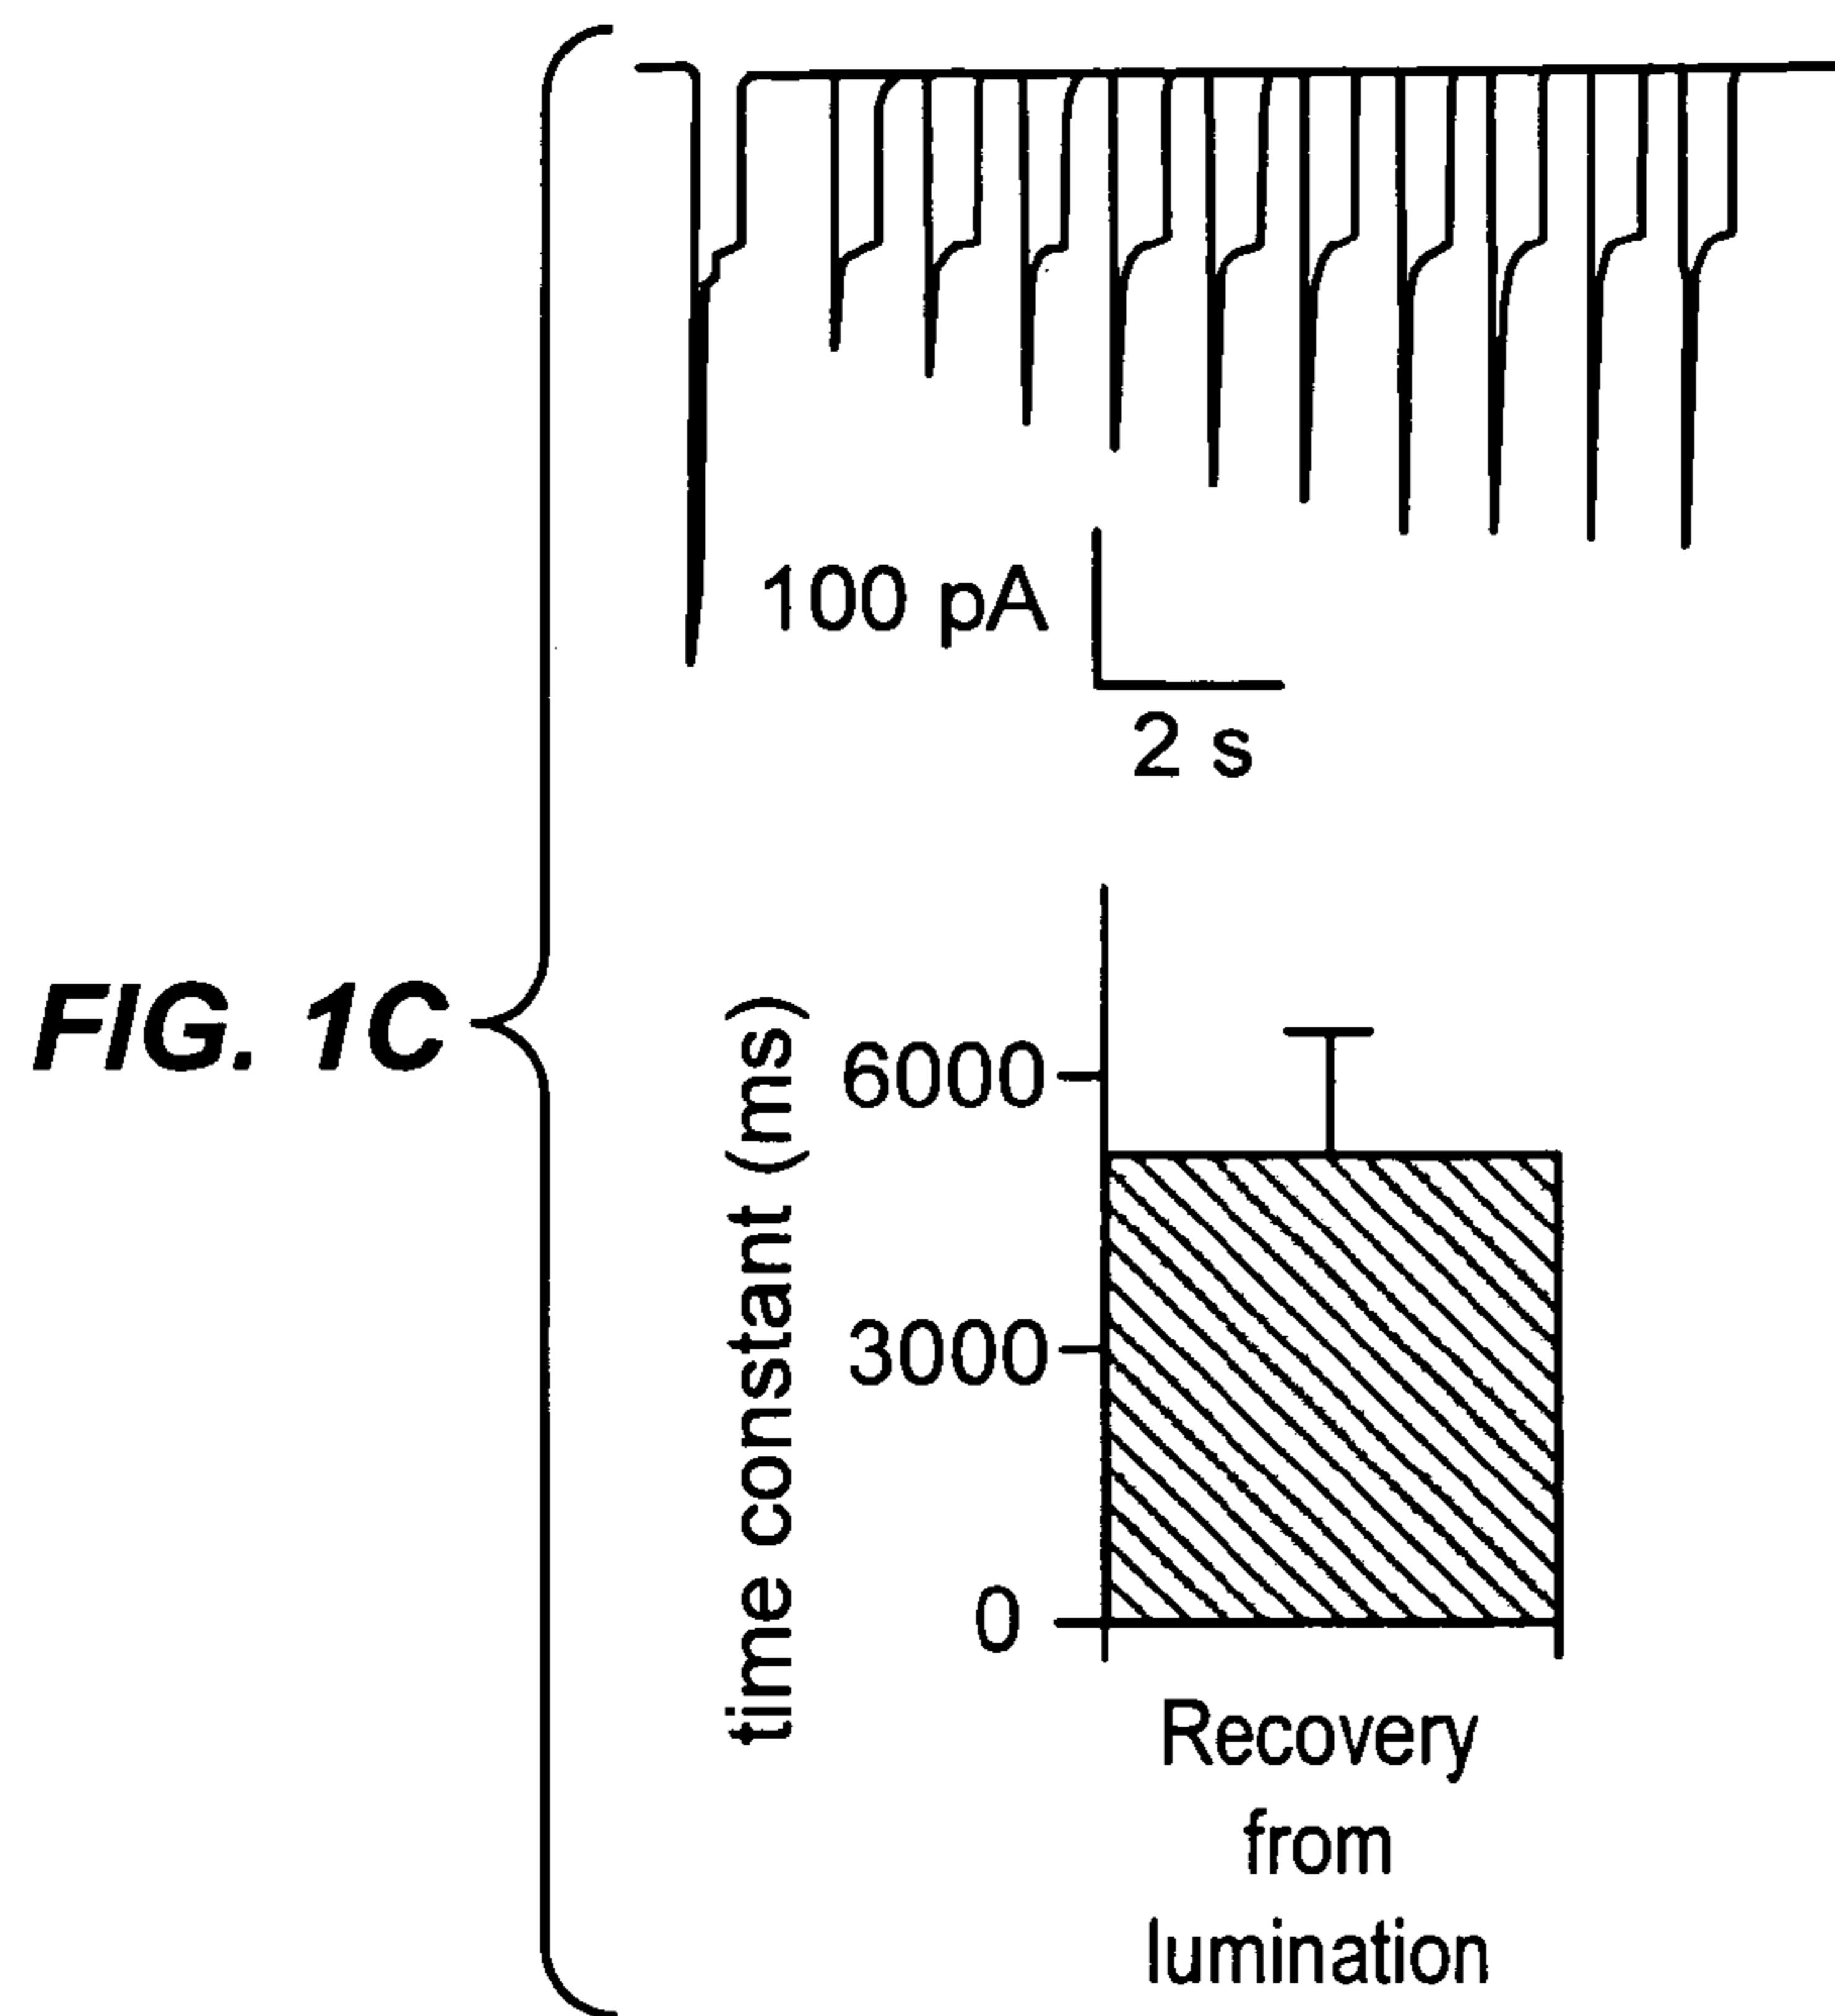 100 pA
2 s
FIG. 1C
time constant (ms)
6000
3000
0
Recovery
from
lumination